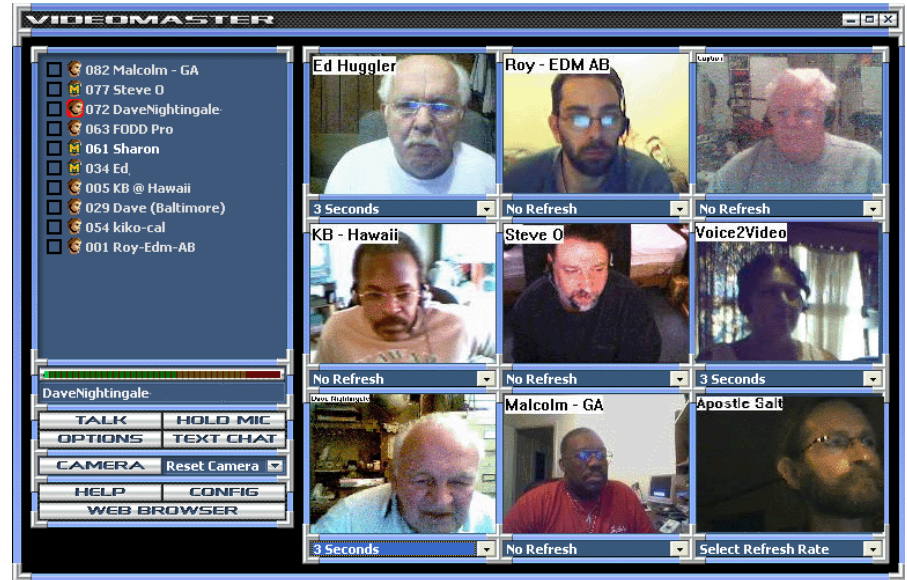 VIDEOMASTER
082 Malcolm - GA
077 Steve O
072 DaveNightingale
063 FODD Pro
061 Sharon
034 Ed
005 KB @ Hawaii
029 Dave (Baltimore)
054 kiko-cal
001 Roy-Edm-AB
DaveNightingale
TALK HOLD MIC
OPTIONS TEXT CHAT
CAMERA Reset Camera
HELP CONFIG
WEB BROWSER
Ed Huggler Roy - EDM AB Caption
3 Seconds No Refresh No Refresh
KB - Hawaii Steve O Voice2Video
No Refresh No Refresh 3 Seconds
Dave Nightingale Malcolm - GA Apostle Salt
3 Seconds No Refresh Select Refresh Rate